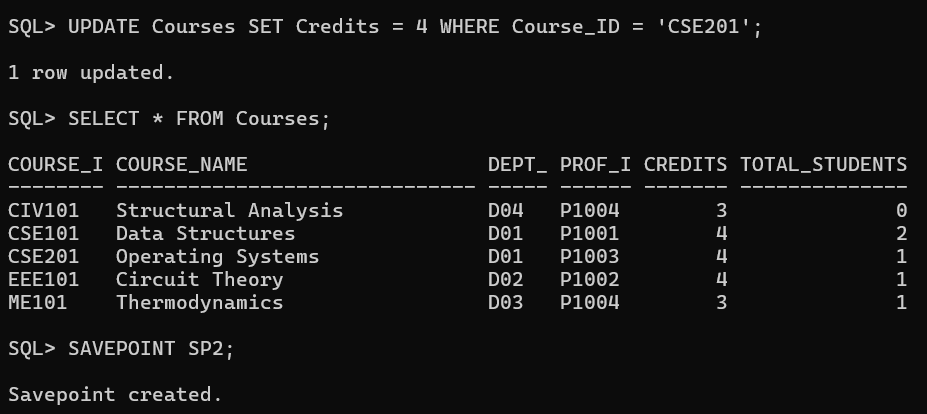 SQL> UPDATE Courses SET Credits = 4 WHERE Course_ID = 'CSE201';
1 row updated.
SQL> SELECT * FROM Courses;
COURSE_I COURSE_NAME                    DEPT_ PROF_I CREDITS TOTAL_STUDENTS
-------- ------------------------------ ----- ------ ------- --------------
CIV101   Structural Analysis            D04   P1004        3              0
CSE101   Data Structures                D01   P1001        4              2
CSE201   Operating Systems              D01   P1003        4              1
EEE101   Circuit Theory                 D02   P1002        4              1
ME101    Thermodynamics                 D03   P1004        3              1
SQL> SAVEPOINT SP2;
Savepoint created.